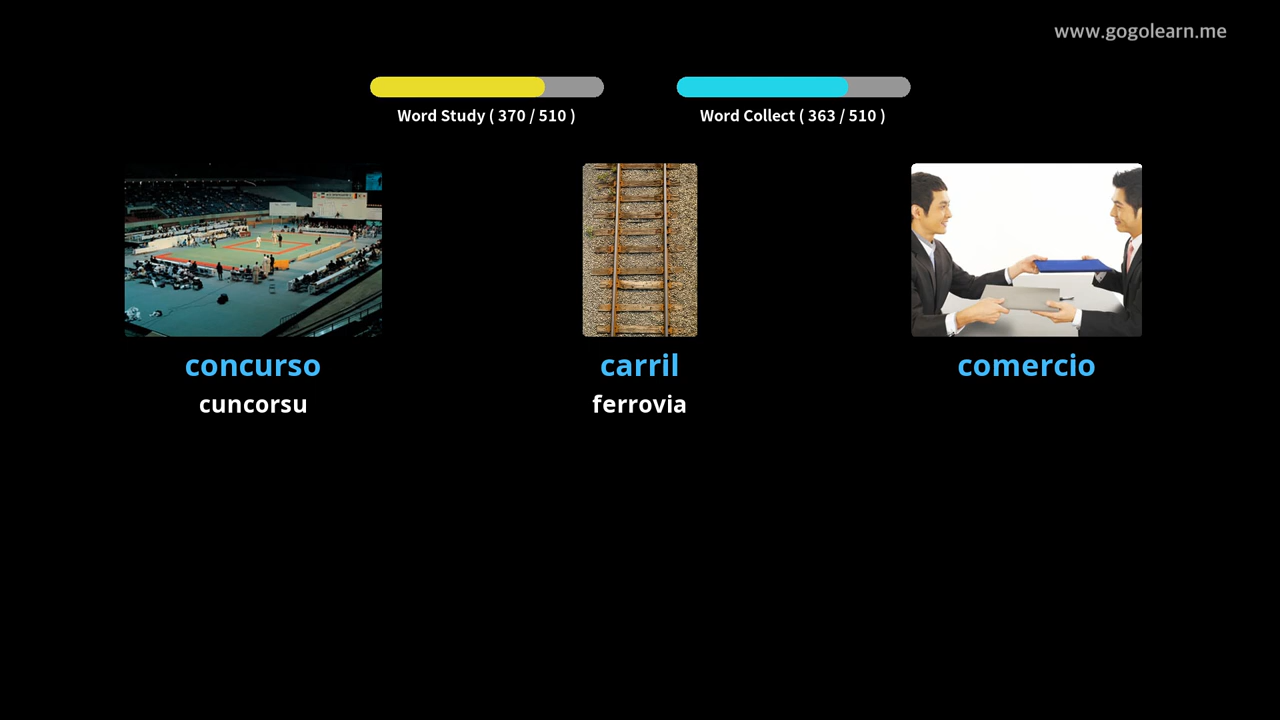 www.gogolearn.me
Word Study ( 370 / 510 )
Word Collect ( 363 / 510 )
concurso
carril
comercio
cuncorsu
ferrovia